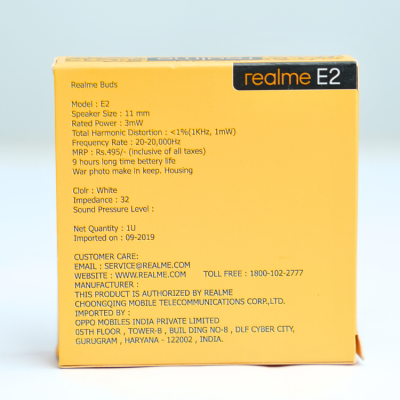 realme E2
Realme Buds
Model : E2
Speaker Size : 11 mm
Rated Power : 3mW
Total Harmonic Distortion : <1%(1KHz, 1mW)
Frequency Rate : 20-20,000Hz
MRP : Rs.495/- (inclusive of all taxes)
9 hours long time bettery life
War photo make in keep. Housing
Clolr : White
Impedance : 32
Sound Pressure Level :
Net Quantity : 1U
Imported on : 09-2019
CUSTOMER CARE:
EMAIL : SERVICE@REALME.COM
WEBSITE : WWW.REALME.COM TOLL FREE : 1800-102-2777
MANUFACTURER :
THIS PRODUCT IS AUTHORIZED BY REALME
CHOONGQING MOBILE TELECOMMUNICATIONS CORP,LTD.
IMPORTED BY :
OPPO MOBILES INDIA PRIVATE LIMITED
05TH FLOOR , TOWER-8 , BUIL DING NO-8 , DLF CYBER CITY,
GURUGRAM , HARYANA - 122002 , INDIA.